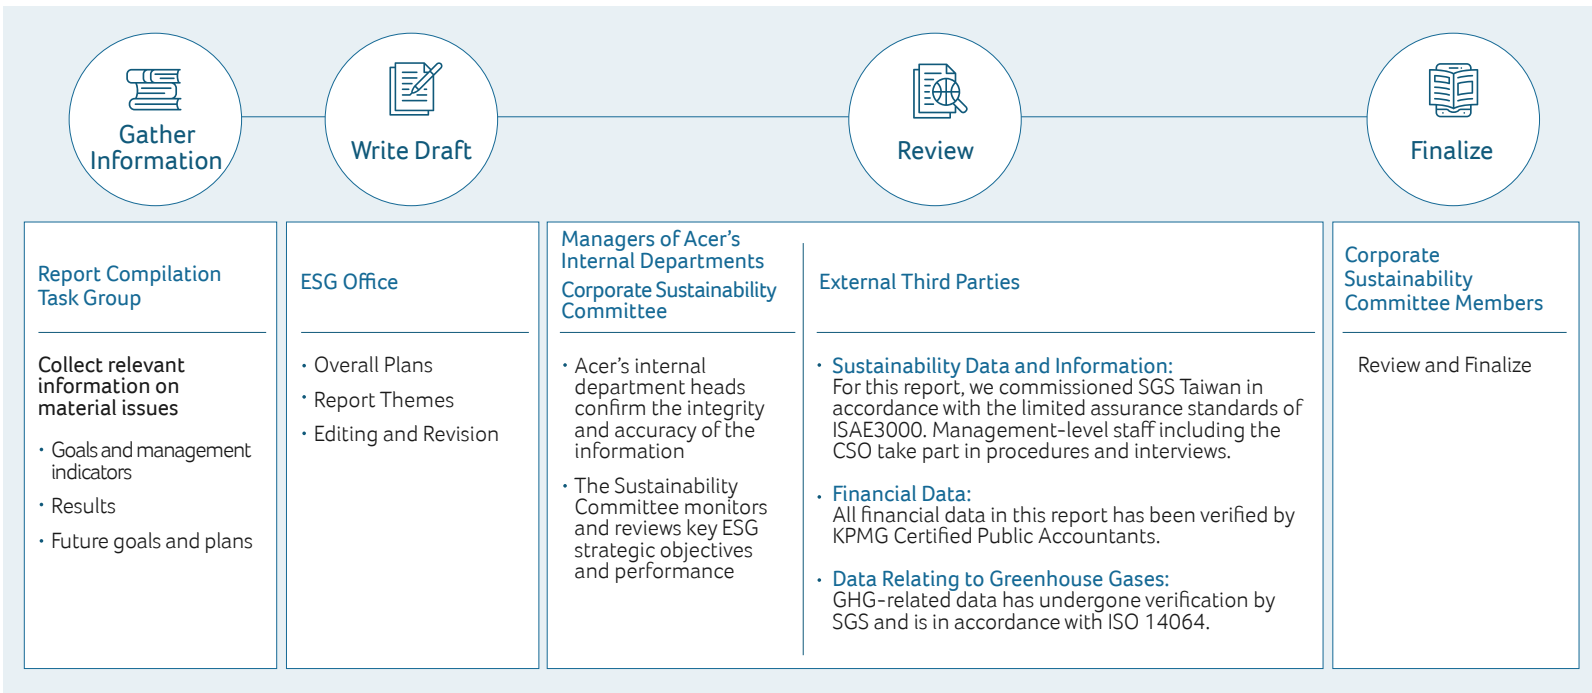 Gather
Information
Write Draft
Review
Finalize
Report Compilation
Task Group
Collect relevant
information on
material issues
· Goals and management
indicators
· Results
· Future goals and plans
ESG Office
· Overall Plans
· Report Themes
· Editing and Revision
Managers of Acer’s
Internal Departments
Corporate Sustainability
Committee
· Acer’s internal
department heads
confirm the integrity
and accuracy of the
information
· The Sustainability
Committee monitors
and reviews key ESG
strategic objectives
and performance
External Third Parties
· Sustainability Data and Information:
For this report, we commissioned SGS Taiwan in
accordance with the limited assurance standards of
ISAE3000. Management-level staff including the
CSO take part in procedures and interviews.
· Financial Data:
All financial data in this report has been verified by
KPMG Certified Public Accountants.
· Data Relating to Greenhouse Gases:
GHG-related data has undergone verification by
SGS and is in accordance with ISO 14064.
Corporate
Sustainability
Committee Members
Review and Finalize